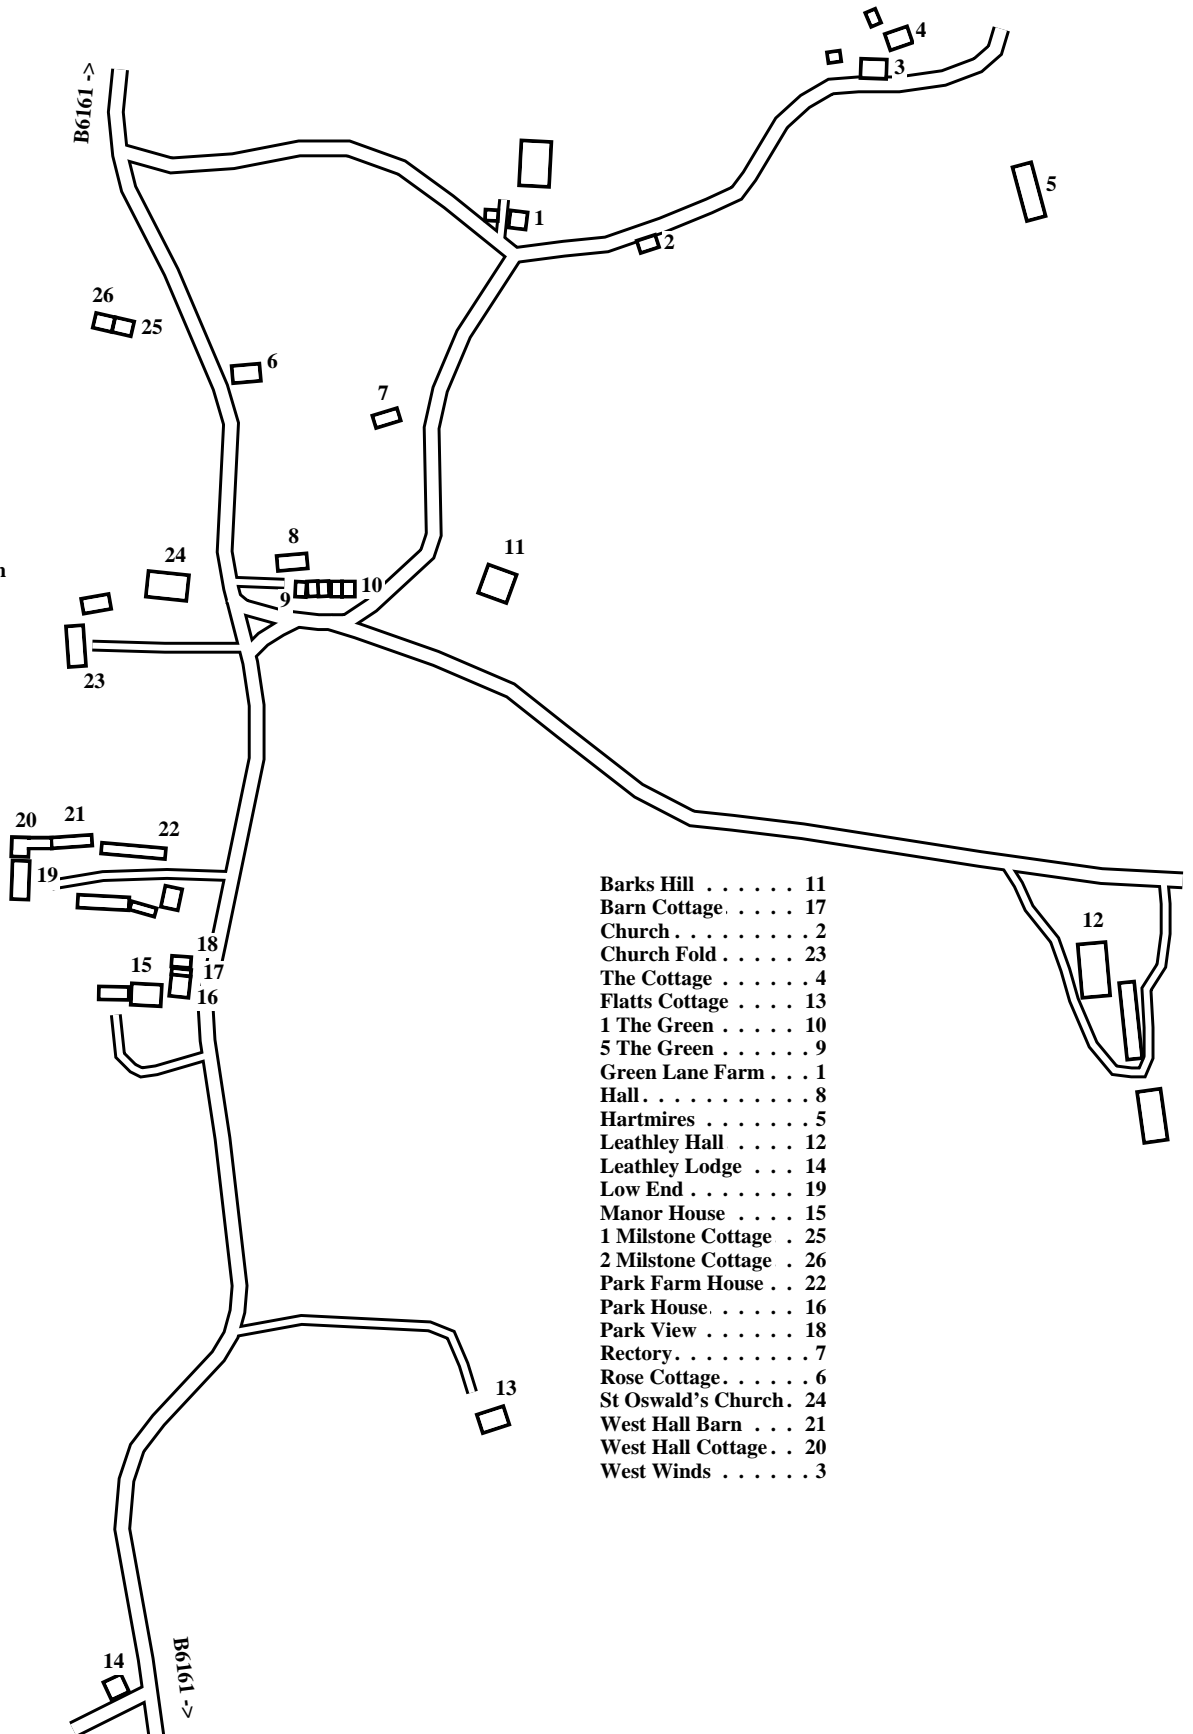 B6161 ->
4
3
5
1
2
26
25
6
7
8
11
24
10
n
9
23
20
21
22
19
18
15
17
16
12
13
14
B6161 ->
Barks Hill . . . . . . 11
Barn Cottage . . . . . 17
Church . . . . . . . . . 2
Church Fold . . . . . 23
The Cottage . . . . . . 4
Flatts Cottage . . . . 13
1 The Green . . . . . 10
5 The Green . . . . . . 9
Green Lane Farm . . . 1
Hall . . . . . . . . . . . 8
Hartmires . . . . . . . 5
Leathley Hall . . . . 12
Leathley Lodge . . . 14
Low End . . . . . . . 19
Manor House . . . . 15
1 Milstone Cottage . . 25
2 Milstone Cottage . . 26
Park Farm House . . 22
Park House . . . . . . 16
Park View . . . . . . 18
Rectory . . . . . . . . . 7
Rose Cottage . . . . . . 6
St Oswald's Church . 24
West Hall Barn . . . 21
West Hall Cottage . . 20
West Winds . . . . . . 3